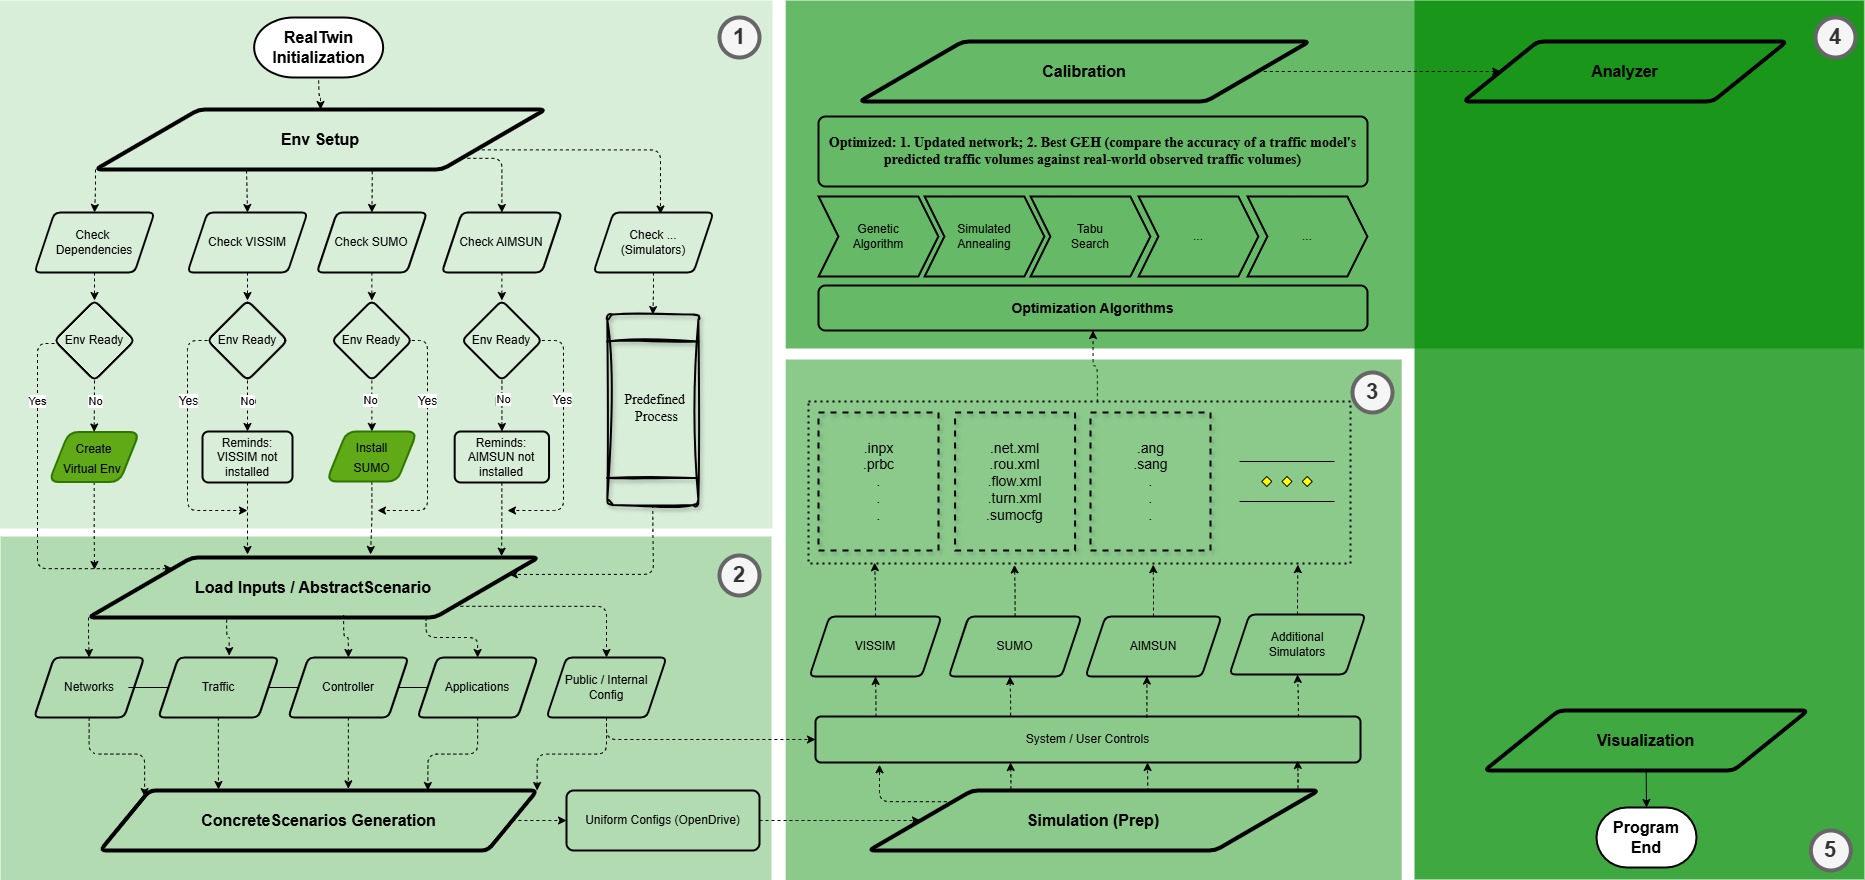 RealTwin
Initialization
1
Env Setup
Check
Dependencies
Check VISSIM
Check SUMO
Check AIMSUN
Check ...
(Simulators)
Env Ready
Env Ready
Env Ready
Env Ready
Yes
No
Yes
No
No
Yes
No
Yes
Create
Virtual Env
Reminds:
VISSIM not
installed
Install
SUMO
Reminds:
AIMSUN not
installed
Predefined
Process
2
Load Inputs / AbstractScenario
Networks
Traffic
Controller
Applications
Public / Internal
Config
ConcreteScenarios Generation
Uniform Configs (OpenDrive)
3
.inpx
.prbc
.
.
.
.net.xml
.rou.xml
.flow.xml
.turn.xml
.sumocfg
.ang
.sang
.
.
.
VISSIM
SUMO
AIMSUN
Additional
Simulators
System / User Controls
Simulation (Prep)
4
Calibration
Analyzer
Optimized: 1. Updated network; 2. Best GEH (compare the accuracy of a traffic model's
predicted traffic volumes against real-world observed traffic volumes)
Genetic
Algorithm
Simulated
Annealing
Tabu
Search
...
...
Optimization Algorithms
Visualization
Program
End
5